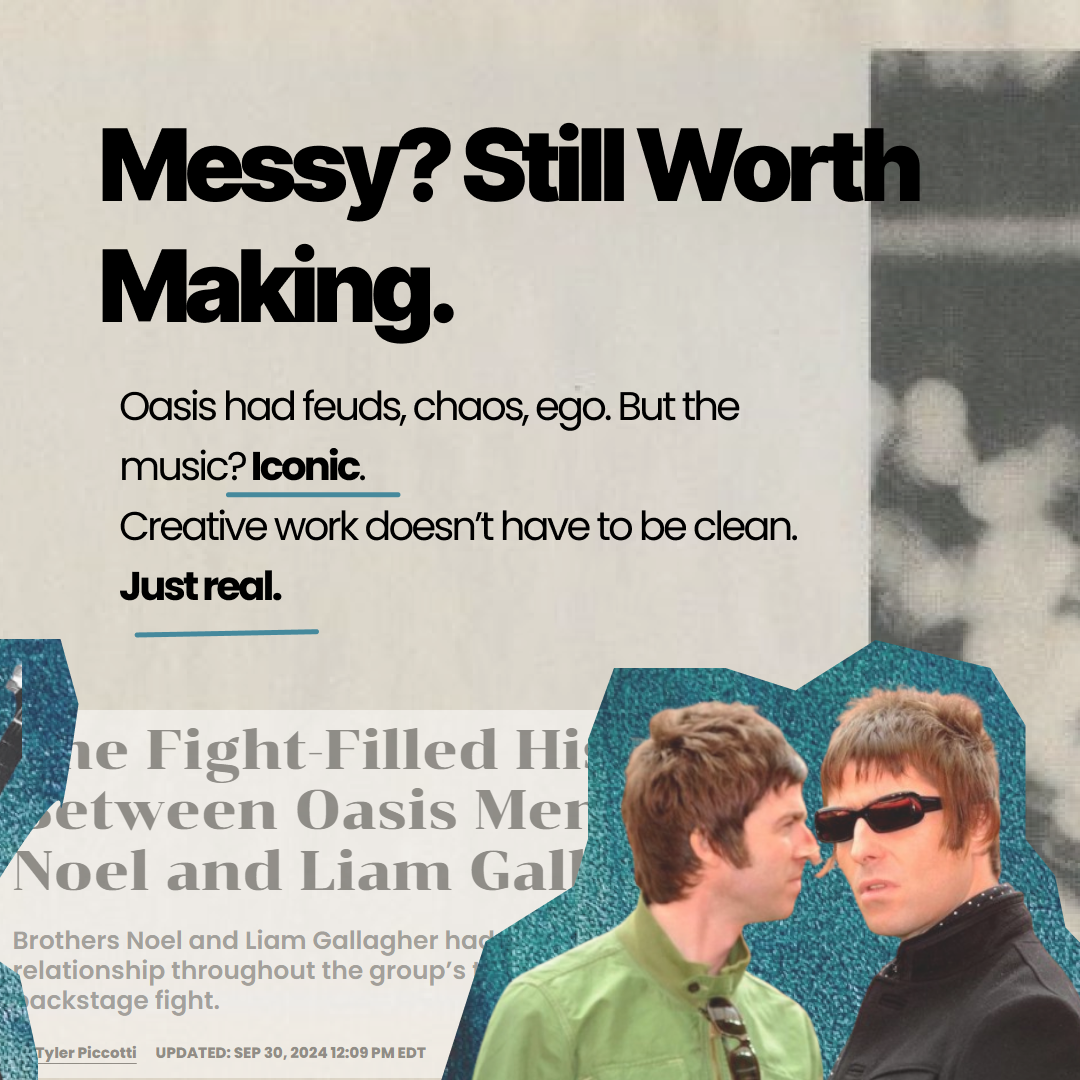 Messy? Still Worth
Making.
Oasis had feuds, chaos, ego. But the
music? Iconic.
Creative work doesn’t have to be clean.
Just real.
he Fight-Filled His
Between Oasis Mem
Noel and Liam Gall
Brothers Noel and Liam Gallagher had
relationship throughout the group’s
backstage fight.
Tyler Piccotti UPDATED: SEP 30, 2024 12:09 PM EDT